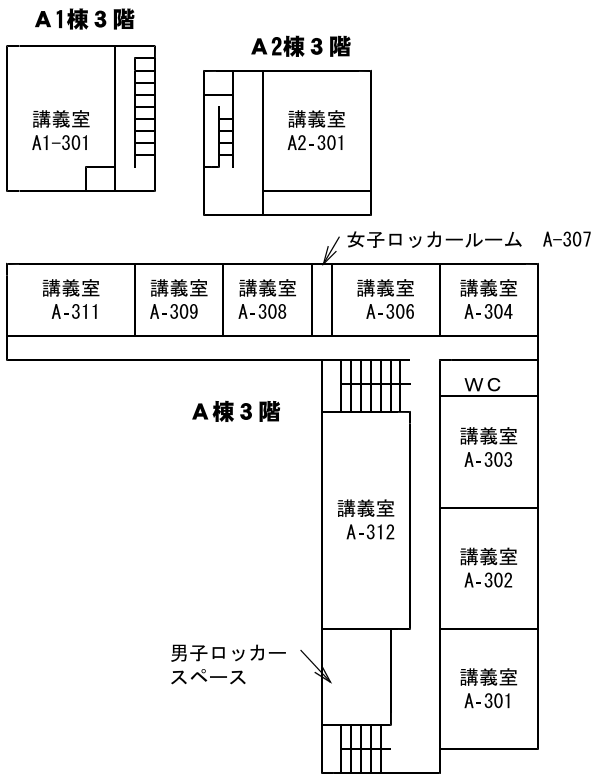 A1棟3階
A2棟3階
講義室
A1-301
講義室
A2-301
女子ロッカールーム A-307
講義室
A-311
講義室
A-309
講義室
A-308
講義室
A-306
講義室
A-304
WC
A棟3階
講義室
A-303
講義室
A-312
講義室
A-302
男子ロッカー
スペース
講義室
A-301